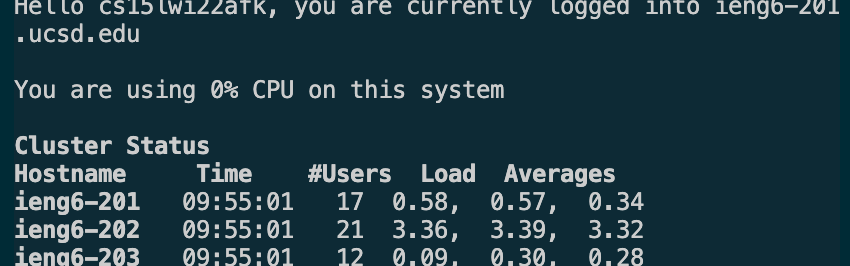 Hello cs15lwi22afk, you are currently logged into ieng6-201
.ucsd.edu
You are using 0% CPU on this system
Cluster Status
Hostname Time #Users Load Averages
ieng6-201 09:55:01 17 0.58, 0.57, 0.34
ieng6-202 09:55:01 21 3.36, 3.39, 3.32
ieng6-203 09:55:01 12 0.09, 0.30, 0.28